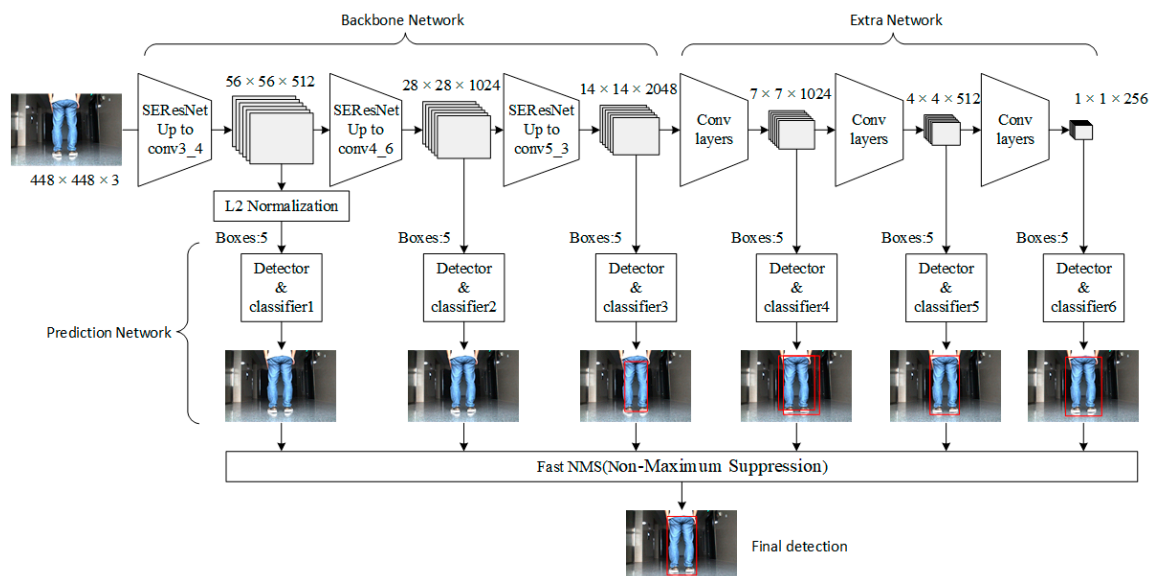 Backbone Network
Extra Network
56 × 56 × 512
28 × 28 × 1024
14 × 14 × 2048
7 × 7 × 1024
4 × 4 × 512
1 × 1 × 256
SEResNet
Up to
conv3_4
SEResNet
Up to
conv4_6
SEResNet
Up to
conv5_3
Conv
layers
Conv
layers
Conv
layers
448 × 448 × 3
L2 Normalization
Boxes:5
Boxes:5
Boxes:5
Boxes:5
Boxes:5
Boxes:5
Prediction Network
Detector
&
classifier1
Detector
&
classifier2
Detector
&
classifier3
Detector
&
classifier4
Detector
&
classifier5
Detector
&
classifier6
Fast NMS(Non-Maximum Suppression)
Final detection